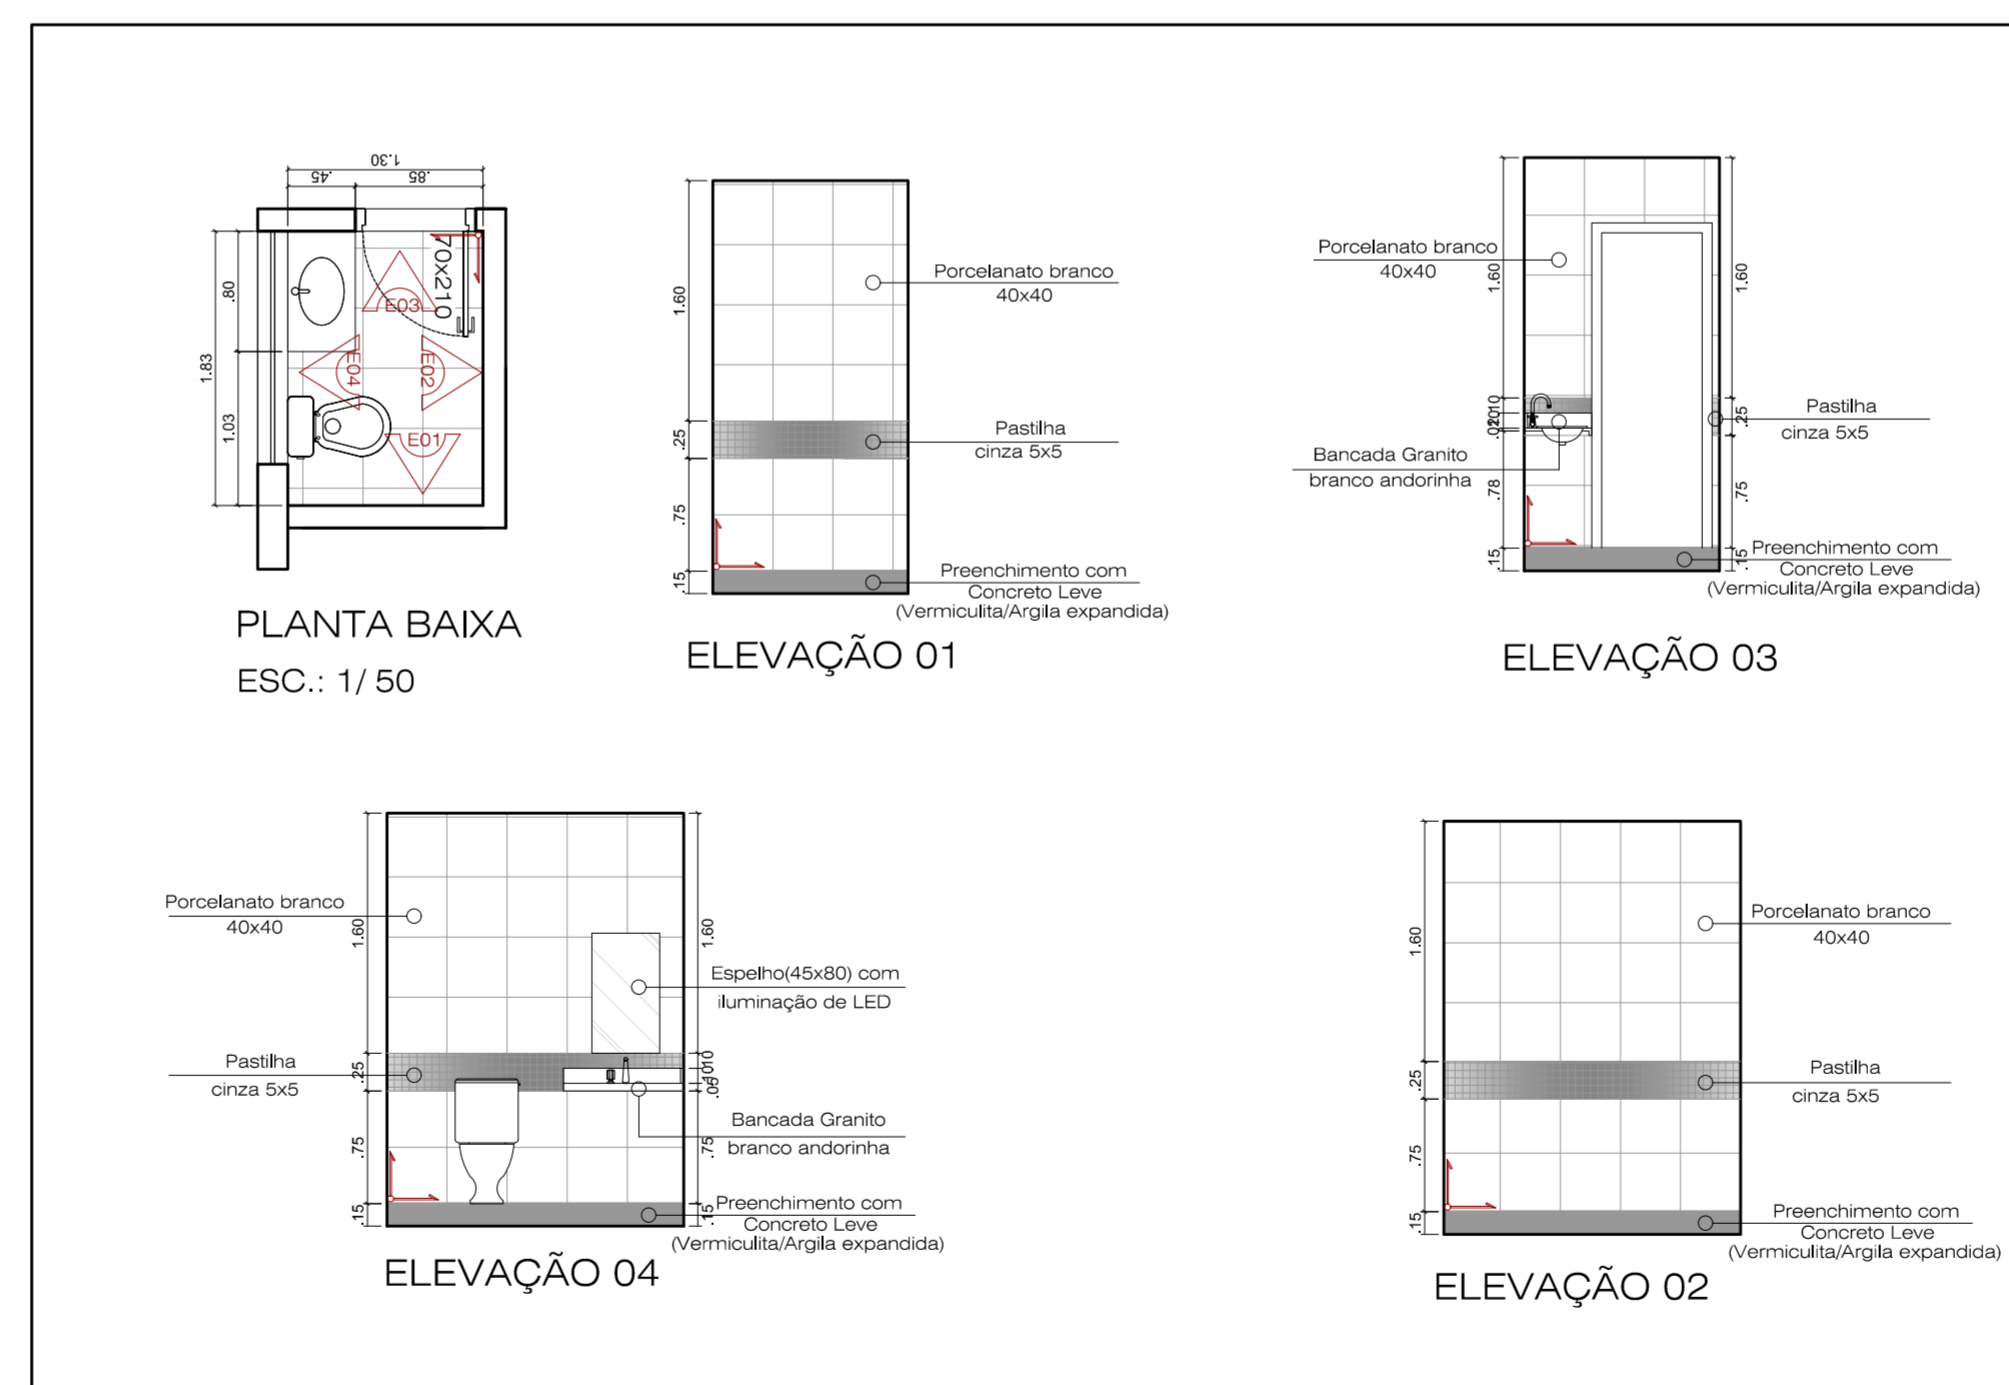 1.30
.45
.85
70x210
.80
1.83
1.03
E03
E04
E02
E01
PLANTA BAIXA
ESC.: 1/ 50
1.60
Porcelanato branco
40x40
.25
Pastilha
cinza 5x5
.75
.15
Preenchimento com
Concreto Leve
(Vermiculita/Argila expandida)
ELEVAÇÃO 01
Porcelanato branco
40x40
1.60
1.60
.10
.25
Pastilha
cinza 5x5
Bancada Granito
branco andorinha
.78
.75
.15
.15
Preenchimento com
Concreto Leve
(Vermiculita/Argila expandida)
ELEVAÇÃO 03
Porcelanato branco
40x40
1.60
1.60
Espelho(45x80) com
iluminação de LED
Pastilha
cinza 5x5
.25
.10
.05
Bancada Granito
branco andorinha
.75
.75
.15
.15
Preenchimento com
Concreto Leve
(Vermiculita/Argila expandida)
ELEVAÇÃO 04
1.60
Porcelanato branco
40x40
.25
Pastilha
cinza 5x5
.75
.15
Preenchimento com
Concreto Leve
(Vermiculita/Argila expandida)
ELEVAÇÃO 02